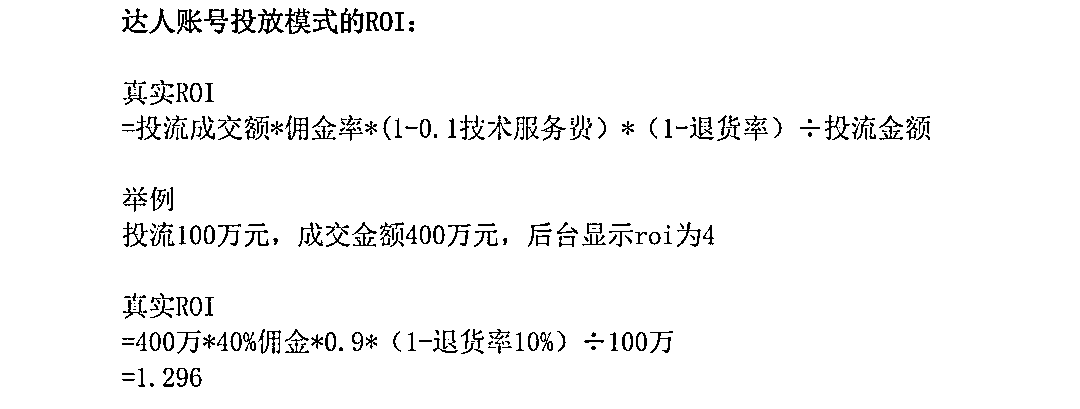 达人账号投放模式的ROI：
真实ROI
=投流成交额*佣金率*(1-0.1技术服务费）*（1-退货率）÷投流金额
举例
投流100万元，成交金额400万元，后台显示roi为4
真实ROI
=400万*40%佣金*0.9*（1-退货率10%）÷100万
=1.296